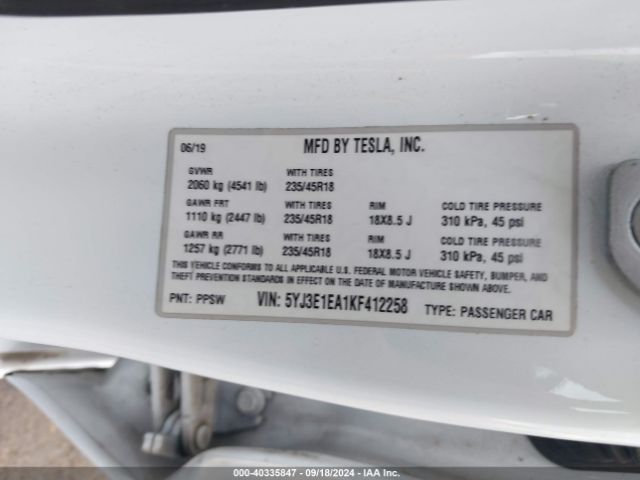 06/19 MFD BY TESLA, INC.
GVWR WITH TIRES
2060 kg (4541 lb) 235/45R18
GAWR FRT WITH TIRES RIM COLD TIRE PRESSURE
1110 kg (2447 lb) 235/45R18 18X8.5 J 310 kPa, 45 psi
GAWR RR WITH TIRES RIM COLD TIRE PRESSURE
1257 kg (2771 lb) 235/45R18 18X8.5 J 310 kPa, 45 psi
THIS VEHICLE CONFORMS TO ALL APPLICABLE U.S. FEDERAL MOTOR VEHICLE SAFETY, BUMPER, AND
THEFT PREVENTION STANDARDS IN EFFECT ON THE DATE OF MANUFACTURE SHOWN ABOVE.
PNT: PPSW VIN: 5YJ3E1EA1KF412258 TYPE: PASSENGER CAR
000-40335847 - 09/18/2024 - IAA Inc.